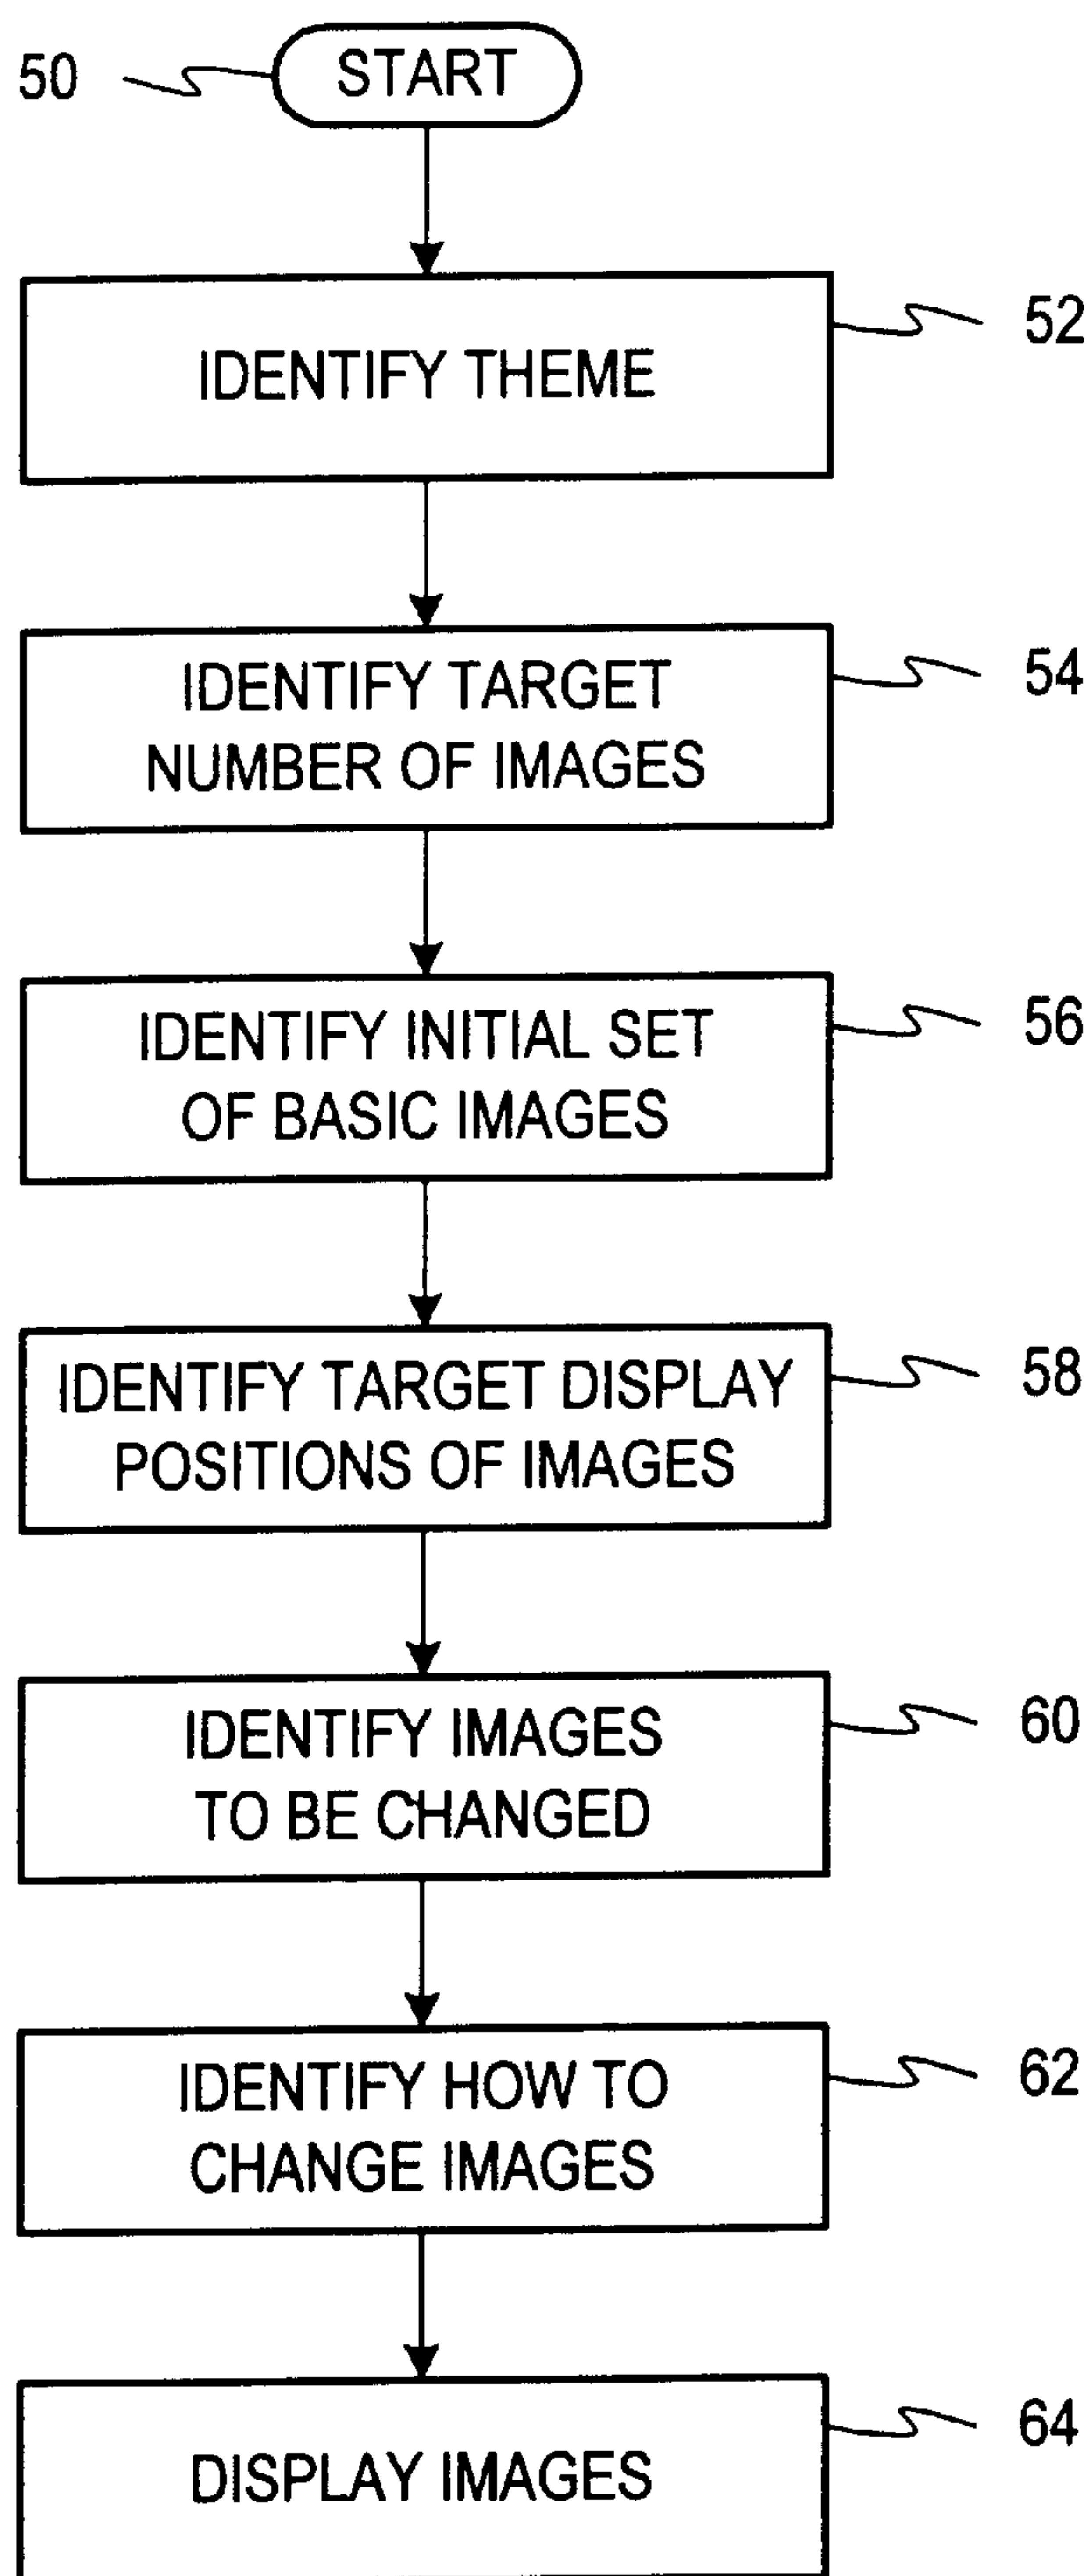 50
START
52
IDENTIFY THEME
54
IDENTIFY TARGET
NUMBER OF IMAGES
56
IDENTIFY INITIAL SET
OF BASIC IMAGES
58
IDENTIFY TARGET DISPLAY
POSITIONS OF IMAGES
60
IDENTIFY IMAGES
TO BE CHANGED
62
IDENTIFY HOW TO
CHANGE IMAGES
64
DISPLAY IMAGES